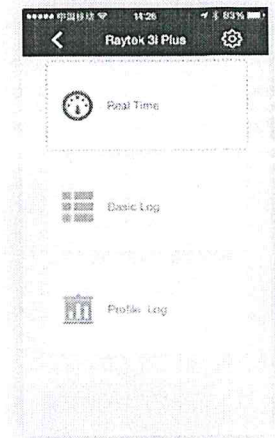 中国移动 14:26 83%
Raytek 3i Plus
Real Time
Basic Log
Profile Log